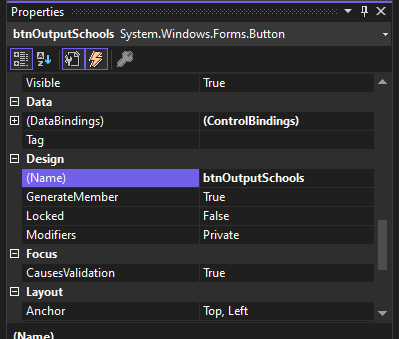 Properties
btnOutputSchools System.Windows.Forms.Button
Visible True
Data
(DataBindings) (ControlBindings)
Tag
Design
(Name) btnOutputSchools
GenerateMember True
Locked False
Modifiers Private
Focus
CausesValidation True
Layout
Anchor Top, Left
(Name)